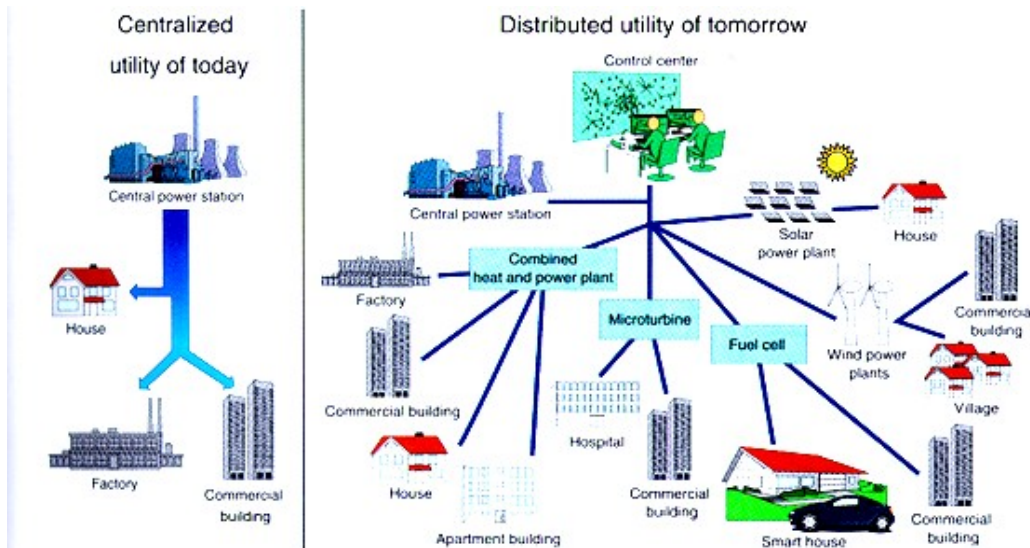 Centralized
utility of today
Central power station
House
Factory
Commercial
building
Distributed utility of tomorrow
Control center
Central power station
Solar
power plant
House
Combined
heat and power plant
Factory
Microturbine
Fuel cell
Wind power
plants
Commercial
building
Village
Commercial building
House
Apartment building
Hospital
Commercial
building
Smart house
Commercial
building